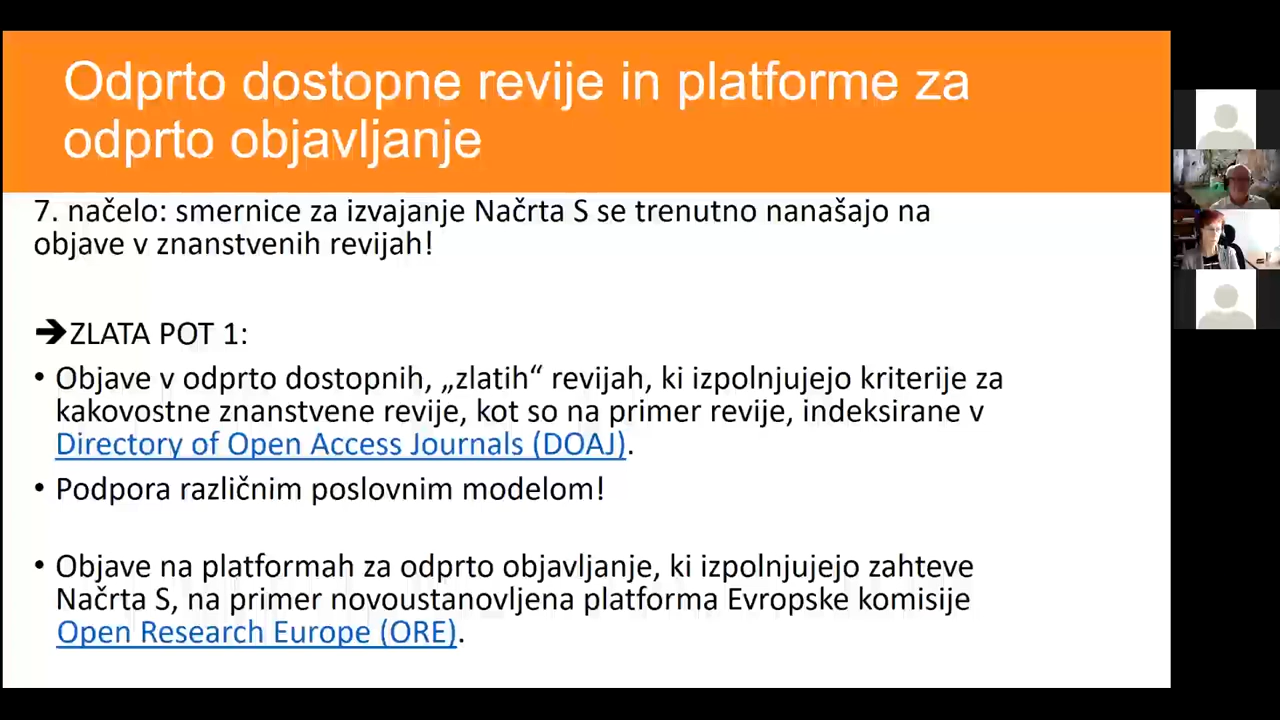 Odprto dostopne revije in platforme za
odprto objavljanje
7. načelo: smernice za izvajanje Načrta S se trenutno nanašajo na
objave v znanstvenih revijah!
➔ZLATA POT 1:
• Objave v odprto dostopnih, „zlatih“ revijah, ki izpolnjujejo kriterije za
kakovostne znanstvene revije, kot so na primer revije, indeksirane v
Directory of Open Access Journals (DOAJ).
• Podpora različnim poslovnim modelom!
• Objave na platformah za odprto objavljanje, ki izpolnjujejo zahteve
Načrta S, na primer novoustanovljena platforma Evropske komisije
Open Research Europe (ORE).